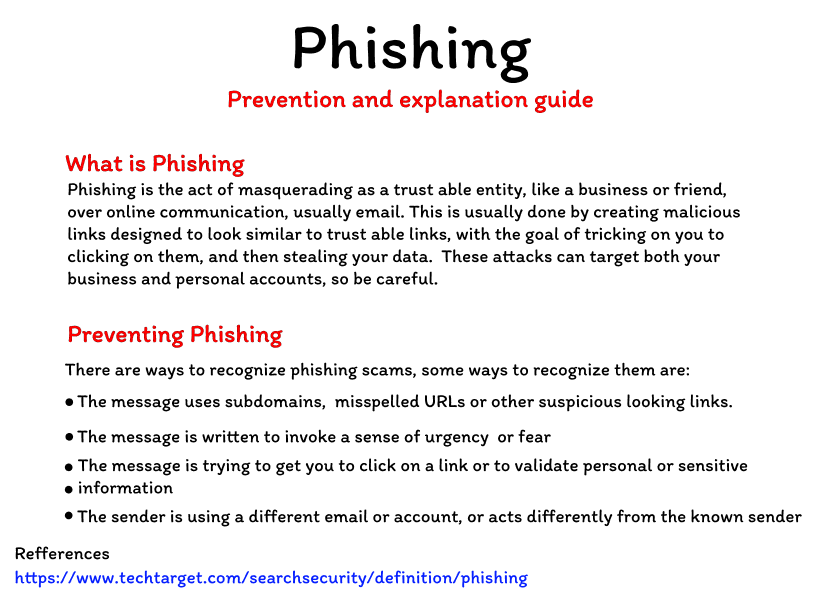 Phishing
Prevention and explanation guide
What is Phishing
Phishing is the act of masquerading as a trust able entity, like a business or friend,
over online communication, usually email. This is usually done by creating malicious
links designed to look similar to trust able links, with the goal of tricking on you to
clicking on them, and then stealing your data.  These attacks can target both your
business and personal accounts, so be careful.
Preventing Phishing
There are ways to recognize phishing scams, some ways to recognize them are:
• The message uses subdomains,  misspelled URLs or other suspicious looking links.
• The message is written to invoke a sense of urgency  or fear
• The message is trying to get you to click on a link or to validate personal or sensitive
• information
• The sender is using a different email or account, or acts differently from the known sender
Refferences
https://www.techtarget.com/searchsecurity/definition/phishing